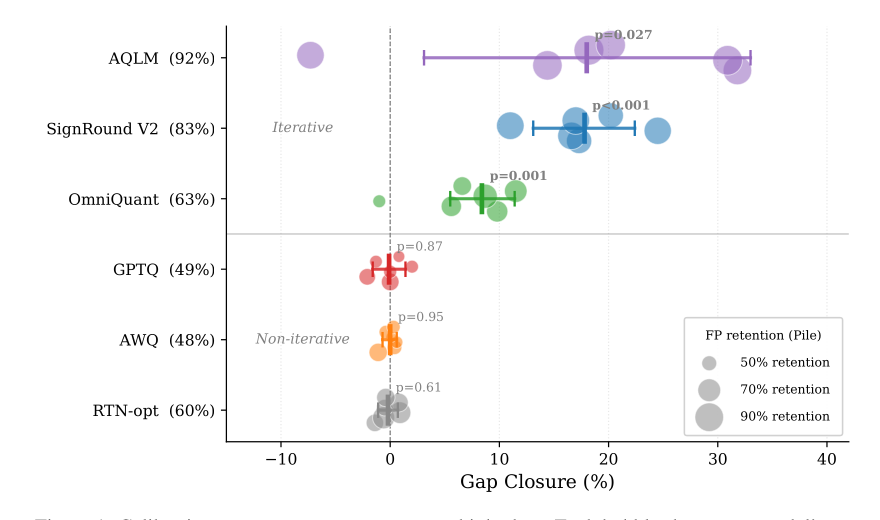 AQLM (92%)
p=0.027
SignRound V2 (83%)
p<0.001
Iterative
OmniQuant (63%)
p=0.001
GPTQ (49%)
p=0.87
AWQ (48%)
p=0.95
Non-iterative
RTN-opt (60%)
p=0.61
FP retention (Pile)
50% retention
70% retention
90% retention
−10 0 10 20 30 40
Gap Closure (%)